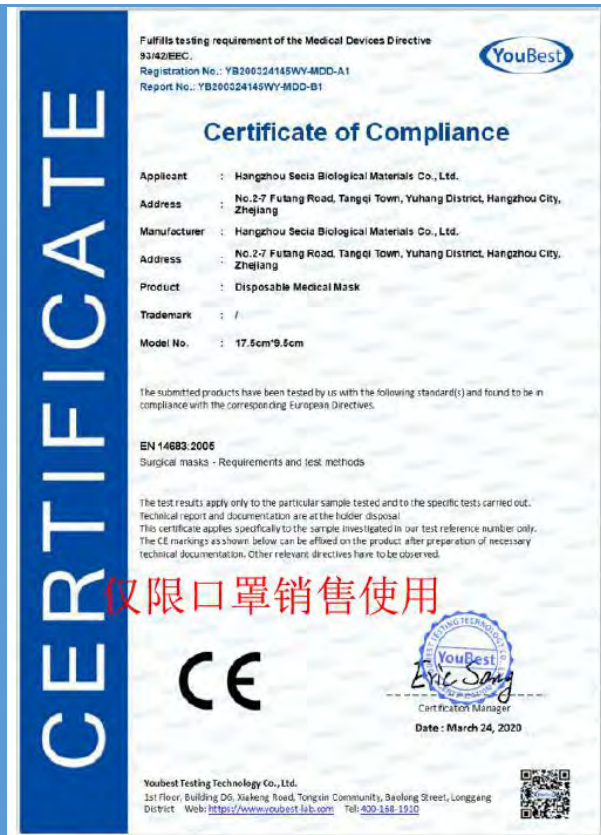 CERTIFICATE
Fulfills testing requirement of the Medical Devices Directive
93/42/EEC.
Registration No.: YB200324145WY-MDD-A1
Report No.: YB200324145WY-MDD-B1
YouBest
Certificate of Compliance
Applicant : Hangzhou Secia Biological Materials Co., Ltd.
Address : No.2-7 Futang Road, Tangqi Town, Yuhang District, Hangzhou City,
Zhejiang
Manufacturer : Hangzhou Secia Biological Materials Co., Ltd.
Address : No.2-7 Futang Road, Tangqi Town, Yuhang District, Hangzhou City,
Zhejiang
Product : Disposable Medical Mask
Trademark : /
Model No. : 17.5cm*9.5cm
The submitted products have been tested by us with the following standard(s) and found to be in
compliance with the corresponding European Directives.
EN 14683:2005
Surgical masks - Requirements and test methods
The test results apply only to the particular sample tested and to the specific tests carried out.
Technical report and documentation are at the holder disposal
This certificate applies specifically to the sample investigated in our test reference number only.
The CE markings as shown below can be affixed on the product after preparation of necessary
technical documentation. Other relevant directives have to be observed.
仅限口罩销售使用
CE
YouBest
Eric Song
Certification Manager
Date : March 24, 2020
Youbest Testing Technology Co., Ltd.
1st Floor, Building D6, Xiakeng Road, Tongxin Community, Baolong Street, Longgang
District Web: https://www.youbest-lab.com Tel: 400-168-1910